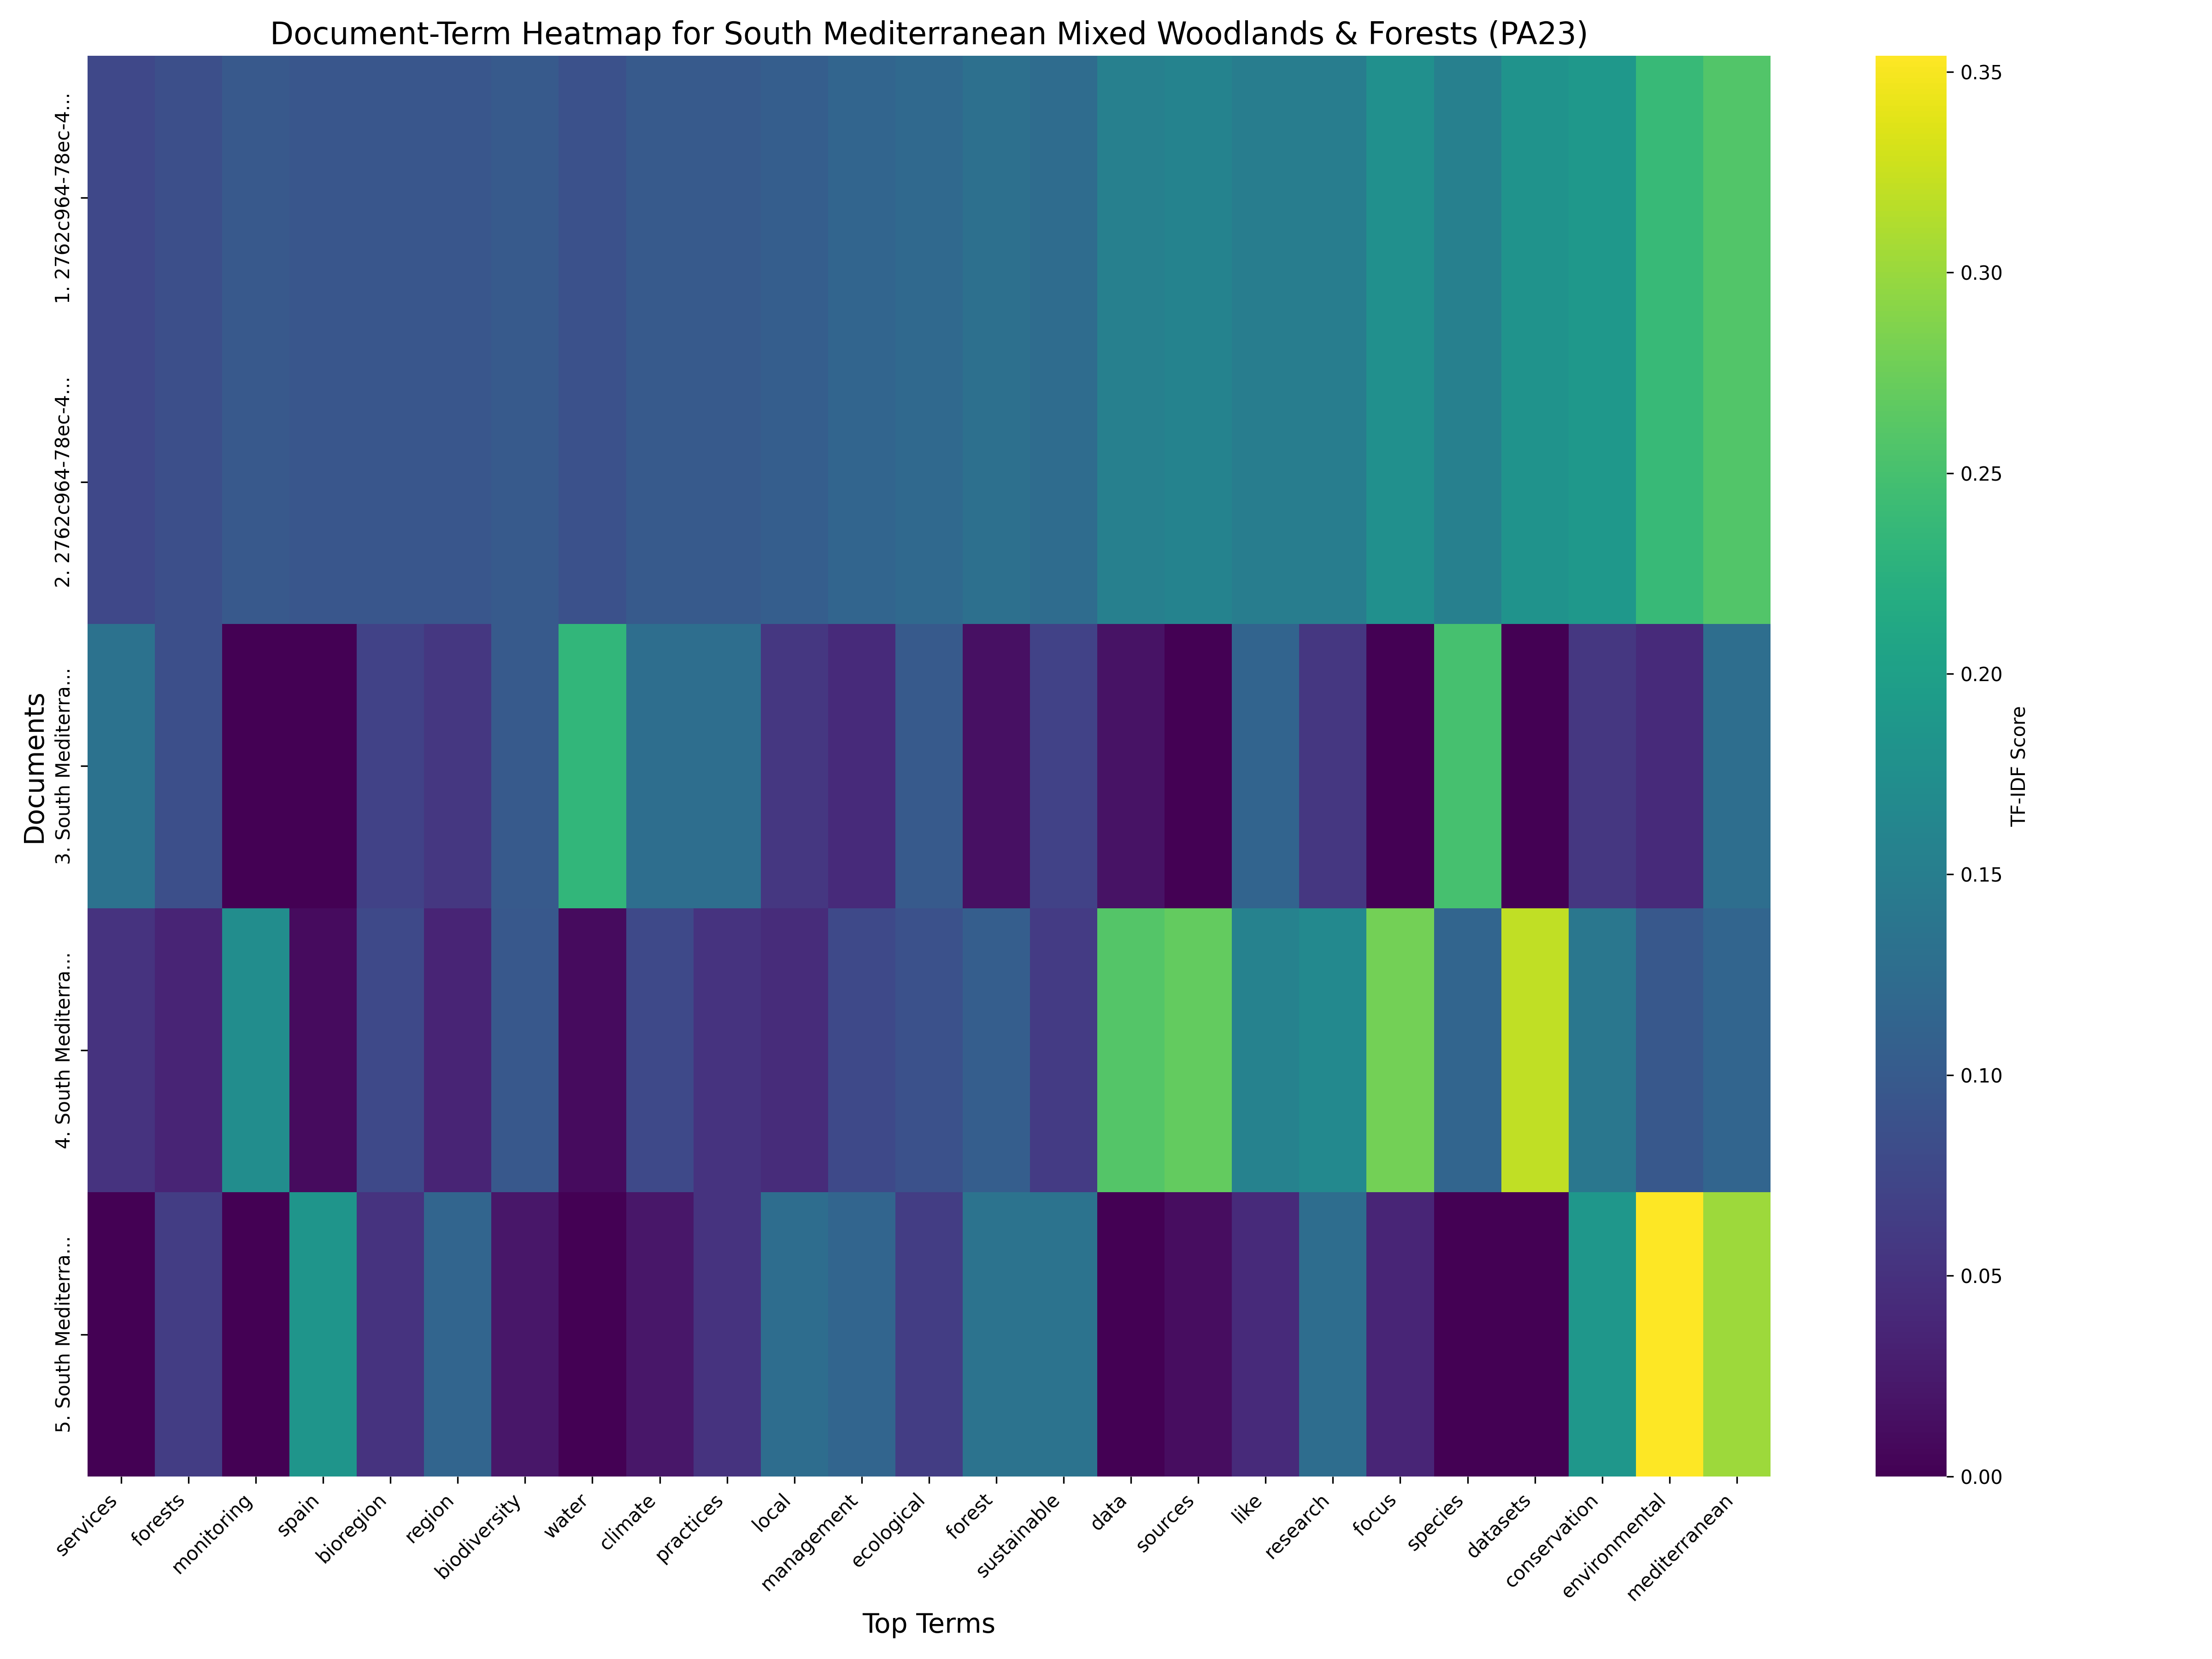 Document-Term Heatmap for South Mediterranean Mixed Woodlands & Forests (PA23)
Documents
1. 2762c964-78ec-4...
2. 2762c964-78ec-4...
3. South Mediterra...
4. South Mediterra...
5. South Mediterra...
services
forests
monitoring
spain
bioregion
region
biodiversity
water
climate
practices
local
management
ecological
forest
sustainable
data
sources
like
research
focus
species
datasets
conservation
environmental
mediterranean
Top Terms
0.35
0.30
0.25
0.20
0.15
0.10
0.05
0.00
TF-IDF Score